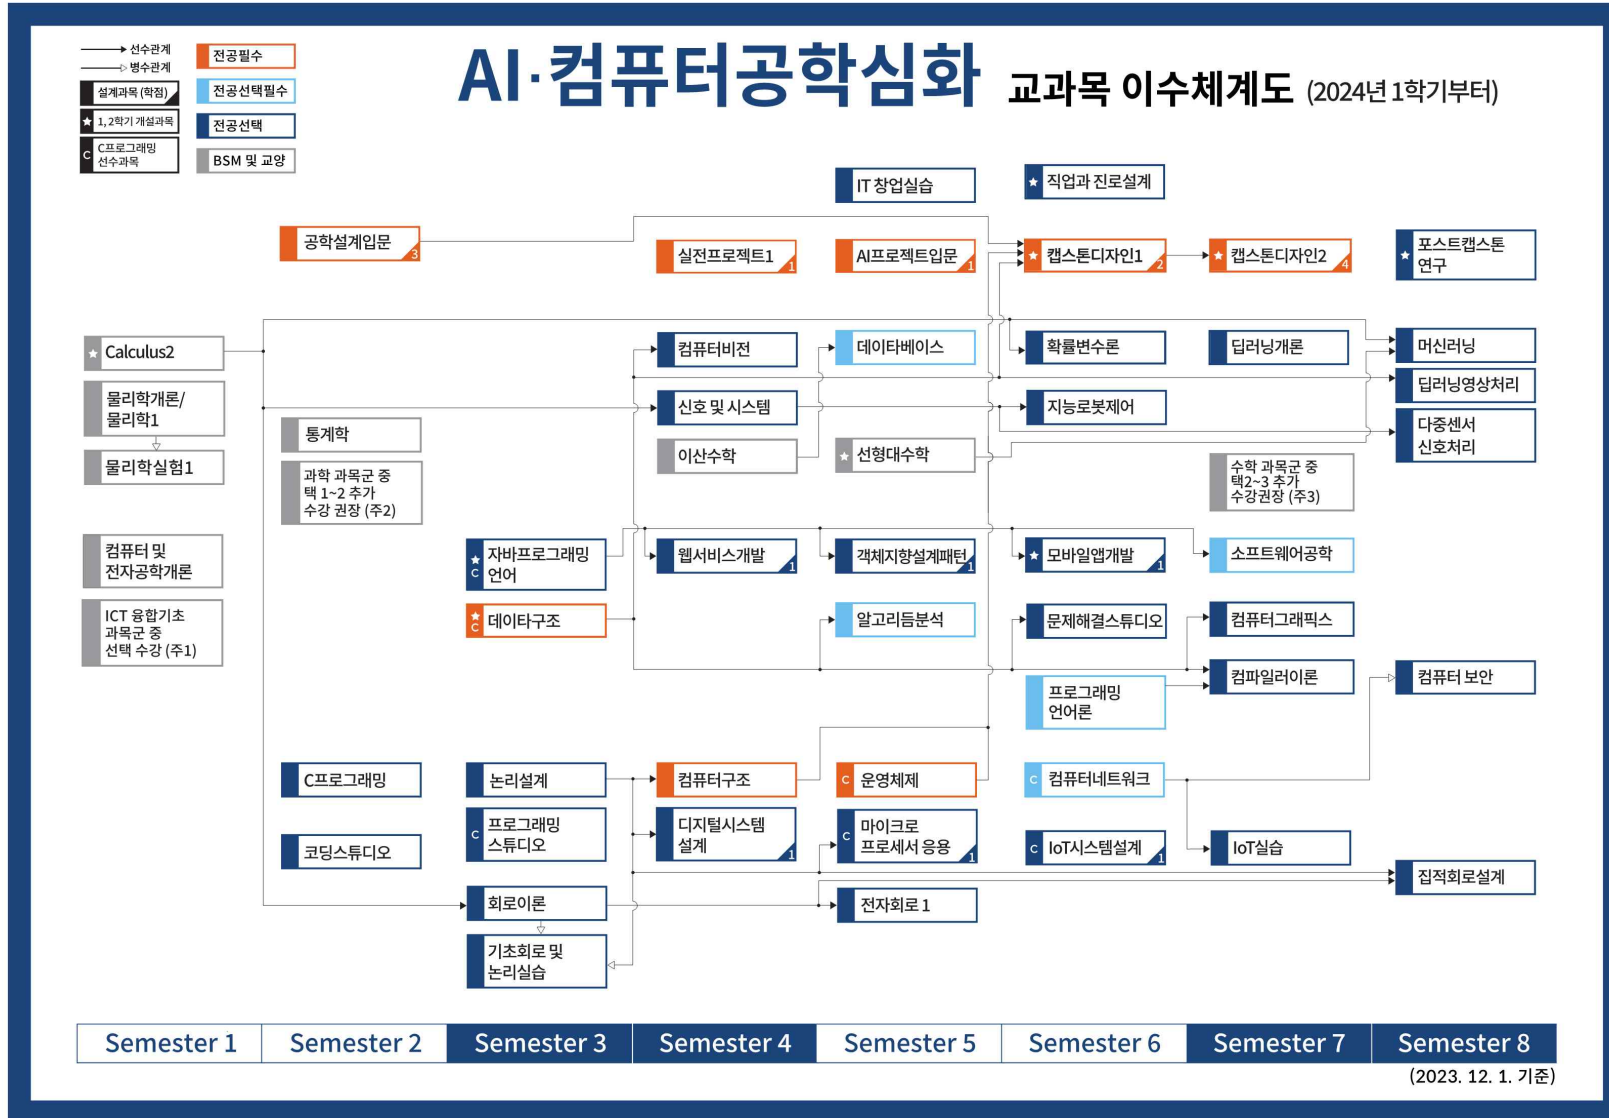 선수관계
병수관계
설계과목 (학점)
★ 1, 2학기 개설과목
C C프로그래밍
선수과목
전공필수
전공선택필수
전공선택
BSM 및 교양
AI·컴퓨터공학심화 교과목 이수체계도 (2024년 1학기부터)
IT 창업실습
★ 직업과 진로설계
공학설계입문 3
실전프로젝트1 1
AI프로젝트입문 1
★ 캡스톤디자인1 2
★ 캡스톤디자인2 4
★ 포스트캡스톤
연구
★ Calculus2
컴퓨터비전
데이타베이스
확률변수론
딥러닝개론
머신러닝
딥러닝영상처리
물리학개론/
물리학1
신호 및 시스템
지능로봇제어
다중센서
신호처리
통계학
물리학실험1
이산수학
★ 선형대수학
과학 과목군 중
택 1~2 추가
수강 권장 (주2)
수학 과목군 중
택2~3 추가
수강권장 (주3)
컴퓨터 및
전자공학개론
★ C 자바프로그래밍
언어
웹서비스개발 1
객체지향설계패턴 1
★ 모바일앱개발 1
소프트웨어공학
ICT 융합기초
과목군 중
선택 수강 (주1)
★ C 데이타구조
알고리듬분석
문제해결스튜디오
컴퓨터그래픽스
프로그래밍
언어론
컴파일러이론
컴퓨터 보안
C프로그래밍
논리설계
컴퓨터구조
C 운영체제
C 컴퓨터네트워크
코딩스튜디오
C 프로그래밍
스튜디오
디지털시스템
설계 1
C 마이크로
프로세서 응용 1
C IoT시스템설계 1
IoT실습
집적회로설계
회로이론
전자회로 1
기초회로 및
논리실습
Semester 1
Semester 2
Semester 3
Semester 4
Semester 5
Semester 6
Semester 7
Semester 8
(2023. 12. 1. 기준)